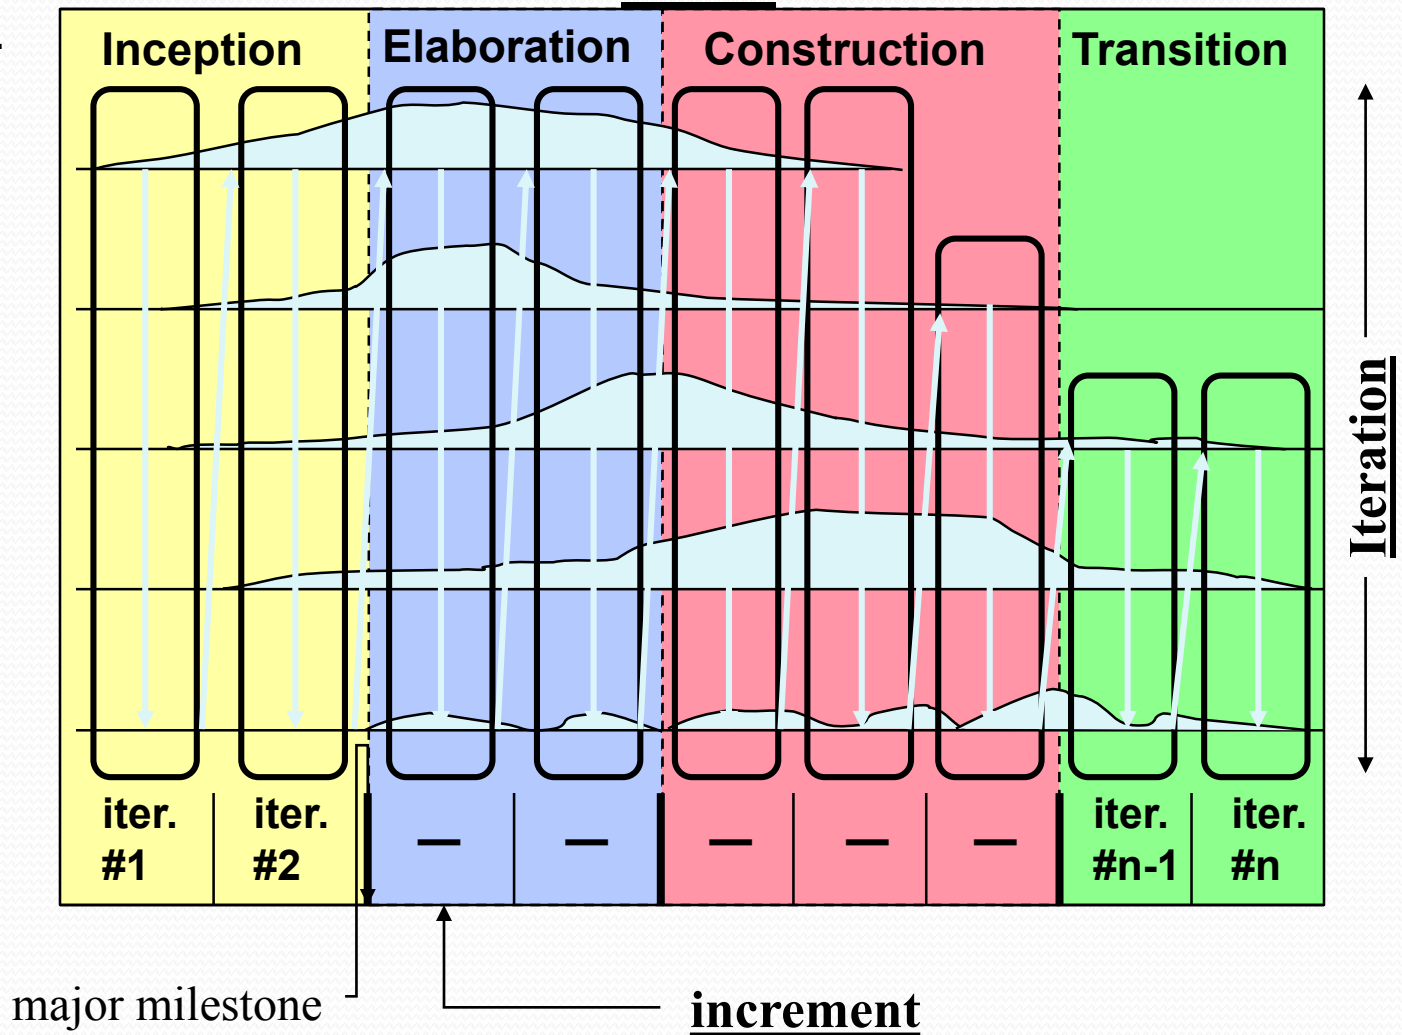 Inception Elaboration Construction Transition
Iteration
iter. iter. iter. iter.
#1 #2 — — — — — #n-1 #n
major milestone
increment